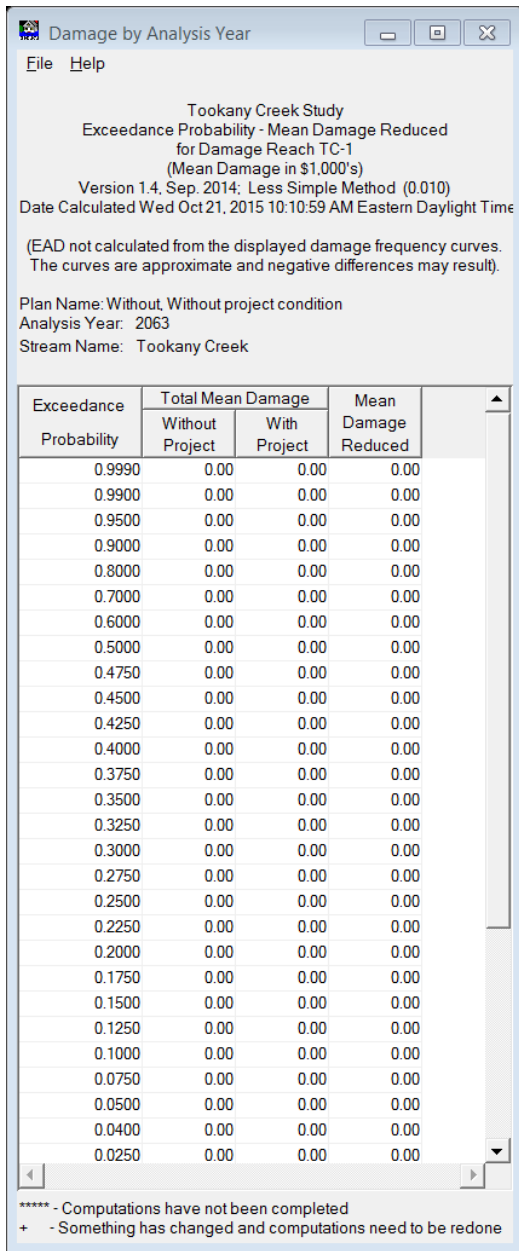 Damage by Analysis Year
File Help
Tookany Creek Study
Exceedance Probability - Mean Damage Reduced
for Damage Reach TC-1
(Mean Damage in $1,000's)
Version 1.4, Sep. 2014; Less Simple Method (0.010)
Date Calculated Wed Oct 21, 2015 10:10:59 AM Eastern Daylight Time
(EAD not calculated from the displayed damage frequency curves.
The curves are approximate and negative differences may result).
Plan Name: Without, Without project condition
Analysis Year: 2063
Stream Name: Tookany Creek
Exceedance Probability
Total Mean Damage
Without Project
With Project
Mean Damage Reduced
0.9990 0.00 0.00 0.00
0.9900 0.00 0.00 0.00
0.9500 0.00 0.00 0.00
0.9000 0.00 0.00 0.00
0.8000 0.00 0.00 0.00
0.7000 0.00 0.00 0.00
0.6000 0.00 0.00 0.00
0.5000 0.00 0.00 0.00
0.4750 0.00 0.00 0.00
0.4500 0.00 0.00 0.00
0.4250 0.00 0.00 0.00
0.4000 0.00 0.00 0.00
0.3750 0.00 0.00 0.00
0.3500 0.00 0.00 0.00
0.3250 0.00 0.00 0.00
0.3000 0.00 0.00 0.00
0.2750 0.00 0.00 0.00
0.2500 0.00 0.00 0.00
0.2250 0.00 0.00 0.00
0.2000 0.00 0.00 0.00
0.1750 0.00 0.00 0.00
0.1500 0.00 0.00 0.00
0.1250 0.00 0.00 0.00
0.1000 0.00 0.00 0.00
0.0750 0.00 0.00 0.00
0.0500 0.00 0.00 0.00
0.0400 0.00 0.00 0.00
0.0250 0.00 0.00 0.00
***** - Computations have not been completed
+ - Something has changed and computations need to be redone